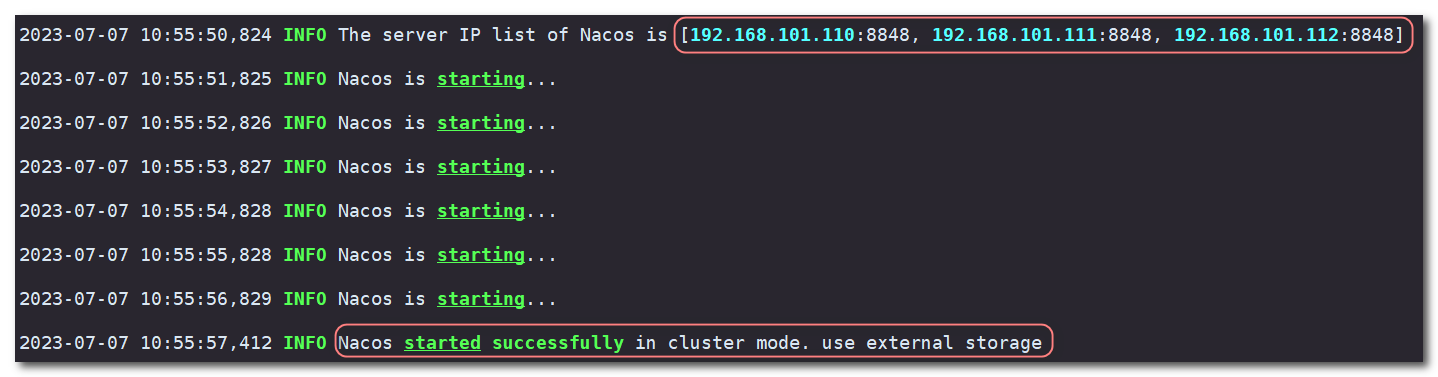 2023-07-07 10:55:50,824 INFO The server IP list of Nacos is [192.168.101.110:8848, 192.168.101.111:8848, 192.168.101.112:8848]
2023-07-07 10:55:51,825 INFO Nacos is starting...
2023-07-07 10:55:52,826 INFO Nacos is starting...
2023-07-07 10:55:53,827 INFO Nacos is starting...
2023-07-07 10:55:54,828 INFO Nacos is starting...
2023-07-07 10:55:55,828 INFO Nacos is starting...
2023-07-07 10:55:56,829 INFO Nacos is starting...
2023-07-07 10:55:57,412 INFO Nacos started successfully in cluster mode. use external storage